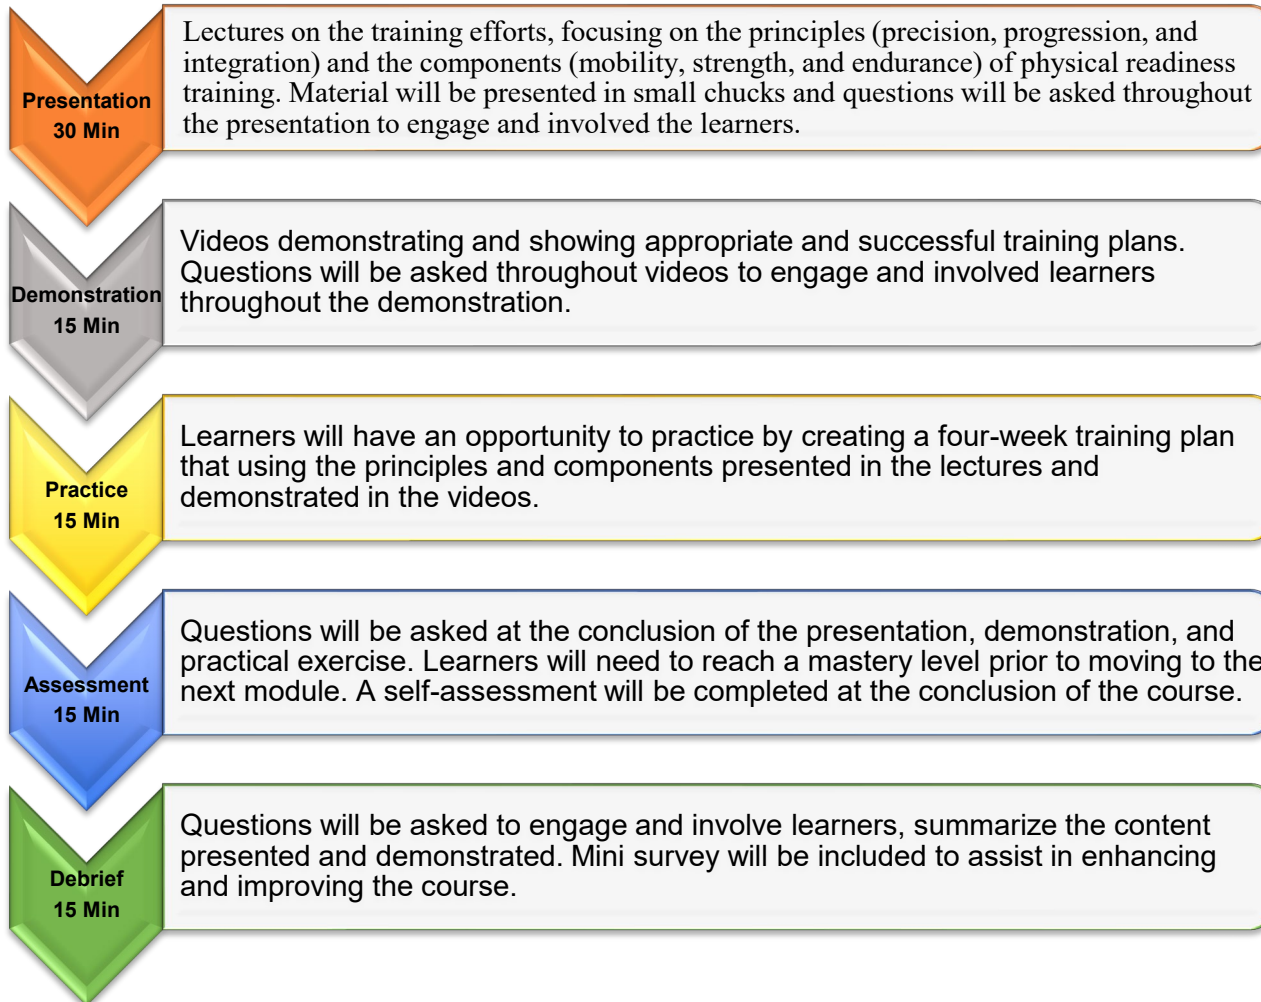 Presentation
30 Min
Lectures on the training efforts, focusing on the principles (precision, progression, and
integration) and the components (mobility, strength, and endurance) of physical readiness
training. Material will be presented in small chucks and questions will be asked throughout
the presentation to engage and involved the learners.
Demonstration
15 Min
Videos demonstrating and showing appropriate and successful training plans.
Questions will be asked throughout videos to engage and involved learners
throughout the demonstration.
Practice
15 Min
Learners will have an opportunity to practice by creating a four-week training plan
that using the principles and components presented in the lectures and
demonstrated in the videos.
Assessment
15 Min
Questions will be asked at the conclusion of the presentation, demonstration, and
practical exercise. Learners will need to reach a mastery level prior to moving to the
next module. A self-assessment will be completed at the conclusion of the course.
Debrief
15 Min
Questions will be asked to engage and involve learners, summarize the content
presented and demonstrated. Mini survey will be included to assist in enhancing
and improving the course.